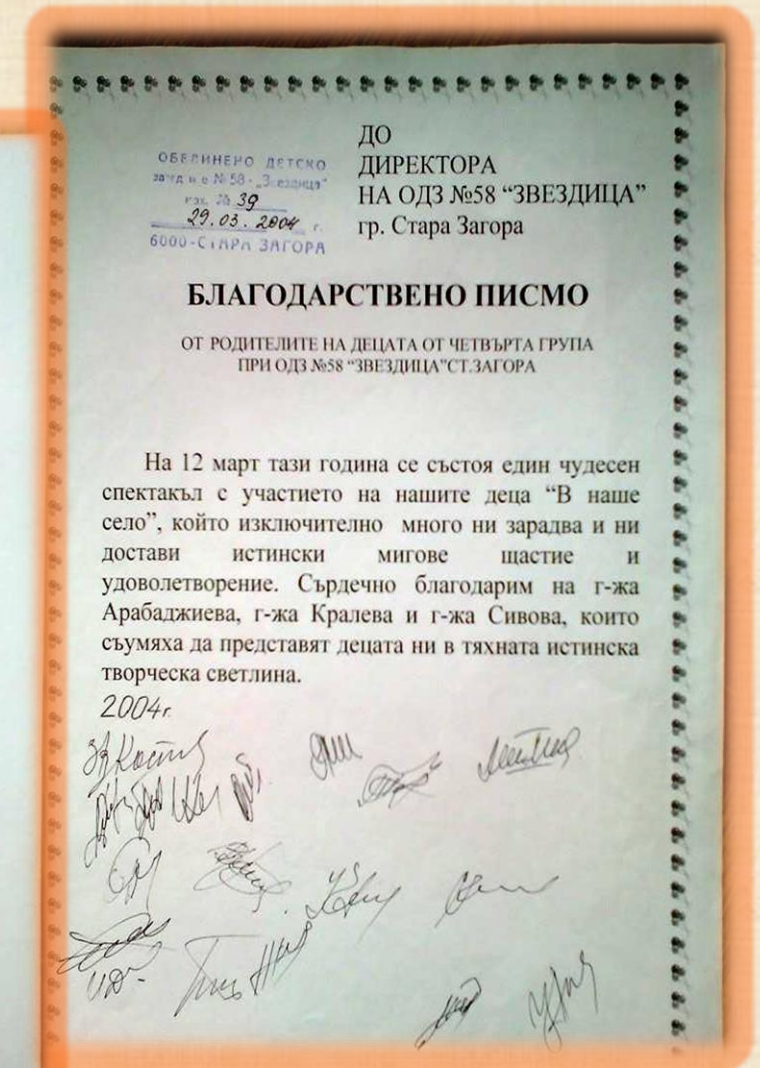 ДО
ДИРЕКТОРА
НА ОДЗ №58 “ЗВЕЗДИЦА”
гр. Стара Загора
ОБЕДИНЕНО ДЕТСКО
заведение №58 - „Звездица"
изх. № 39
29.03.2004 г.
6000-СТАРА ЗАГОРА
БЛАГОДАРСТВЕНО ПИСМО
ОТ РОДИТЕЛИТЕ НА ДЕЦАТА ОТ ЧЕТВЪРТА ГРУПА
ПРИ ОДЗ №58 “ЗВЕЗДИЦА”СТ.ЗАГОРА
На 12 март тази година се състоя един чудесен
спектакъл с участието на нашите деца “В наше
село”, който изключително много ни зарадва и ни
достави истински мигове щастие и
удоволетворение. Сърдечно благодарим на г-жа
Арабаджиева, г-жа Кралева и г-жа Сивова, които
съумяха да представят децата ни в тяхната истинска
творческа светлина.
2004г.